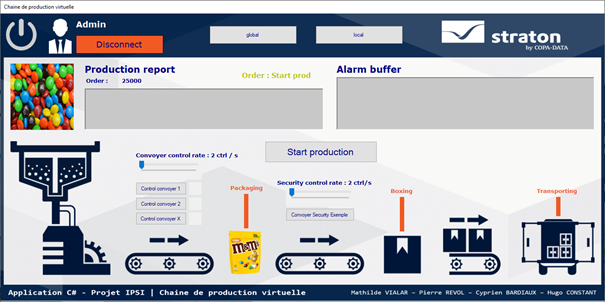 Chaine de production virtuelle
Admin
Disconnect
global
local
straton
by COPA-DATA
Production report
Order : 25000
Order : Start prod
Alarm buffer
Convoyer control rate : 2 ctrl / s
Start production
Control convoyer 1
Control convoyer 2
Control convoyer X
Packaging
Security control rate : 2 ctrl/s
Convoyer Security Exemple
Boxing
Transporting
m&m's
Application C# - Projet IPSI | Chaine de production virtuelle
Mathilde VIALAR - Pierre REVOL - Cyprien BARDIAUX - Hugo CONSTANT